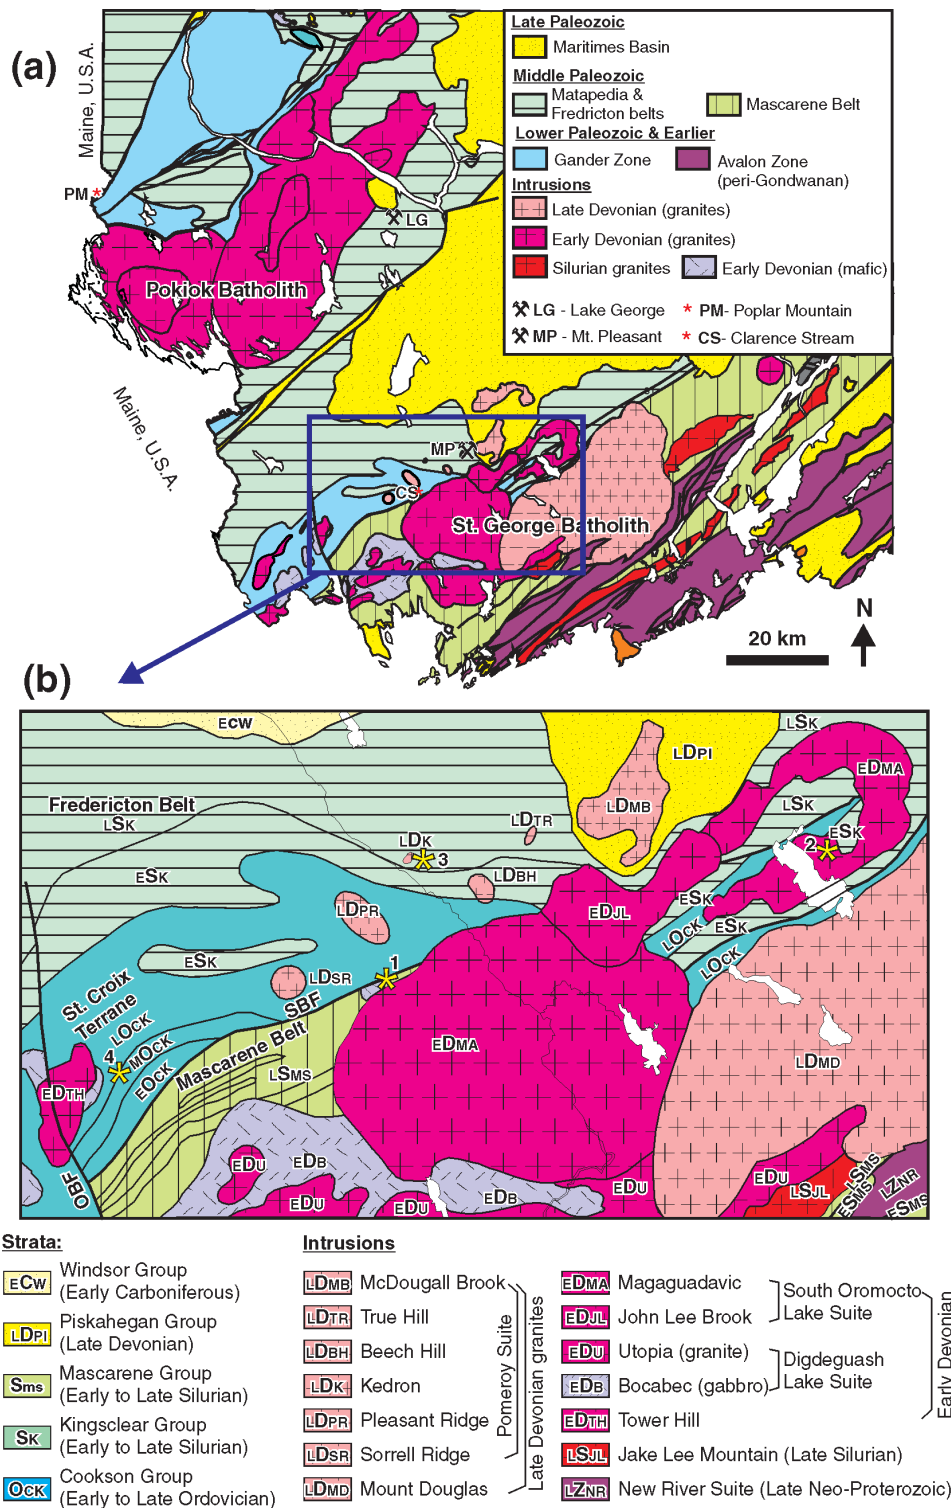 (a)
Maine, U.S.A.
PM *
LG
Pokiok Batholith
Maine, U.S.A.
MP
CS
St. George Batholith
Late Paleozoic
Maritimes Basin
Middle Paleozoic
Matapedia &
Fredricton belts
Mascarene Belt
Lower Paleozoic & Earlier
Gander Zone
Avalon Zone
(peri-Gondwanan)
Intrusions
Late Devonian (granites)
Early Devonian (granites)
Silurian granites
Early Devonian (mafic)
LG - Lake George
* PM- Poplar Mountain
MP - Mt. Pleasant
* CS- Clarence Stream
N
20 km
(b)
ECW
LSK
LDPI
EDMA
LDMB
LSK
Fredericton Belt
LSK
LDTR
ESK
2
LDK
3
ESK
LDBH
ESK
LDPR
EDJL
LOCK
ESK
ESK
LOCK
1
LDSR
SBF
St. Croix
Terrane
LOCK
4
MOCK
EOCK
Mascarene Belt
LSMS
EDMA
LDMD
EDTH
OBF
EDU
EDB
EDU
EDU
EDB
EDU
EDU
LSJL
LSMS
ESMS
LZNR
ESMS
Strata:
ECW
Windsor Group
(Early Carboniferous)
LDPI
Piskahegan Group
(Late Devonian)
Sms
Mascarene Group
(Early to Late Silurian)
SK
Kingsclear Group
(Early to Late Silurian)
OCK
Cookson Group
(Early to Late Ordovician)
Intrusions
LDMB McDougall Brook
LDTR True Hill
LDBH Beech Hill
LDK Kedron
LDPR Pleasant Ridge
LDSR Sorrell Ridge
LDMD Mount Douglas
Pomeroy Suite
Late Devonian granites
EDMA Magaguadavic
EDJL John Lee Brook
South Oromocto
Lake Suite
EDU Utopia (granite)
EDB Bocabec (gabbro)
Digdeguash
Lake Suite
EDTH Tower Hill
Early Devonian
LSJL Jake Lee Mountain (Late Silurian)
LZNR New River Suite (Late Neo-Proterozoic)